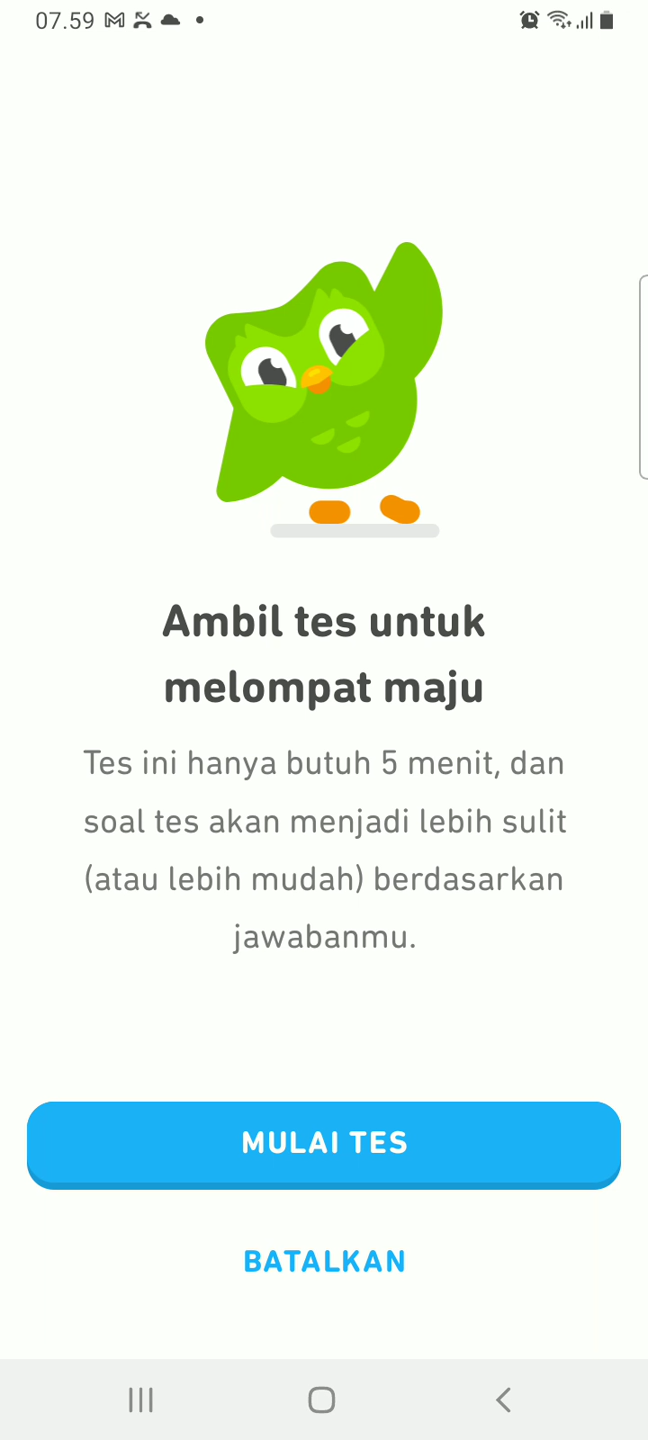 07.59
Ambil tes untuk
melompat maju
Tes ini hanya butuh 5 menit, dan
soal tes akan menjadi lebih sulit
(atau lebih mudah) berdasarkan
jawabanmu.
MULAI TES
BATALKAN